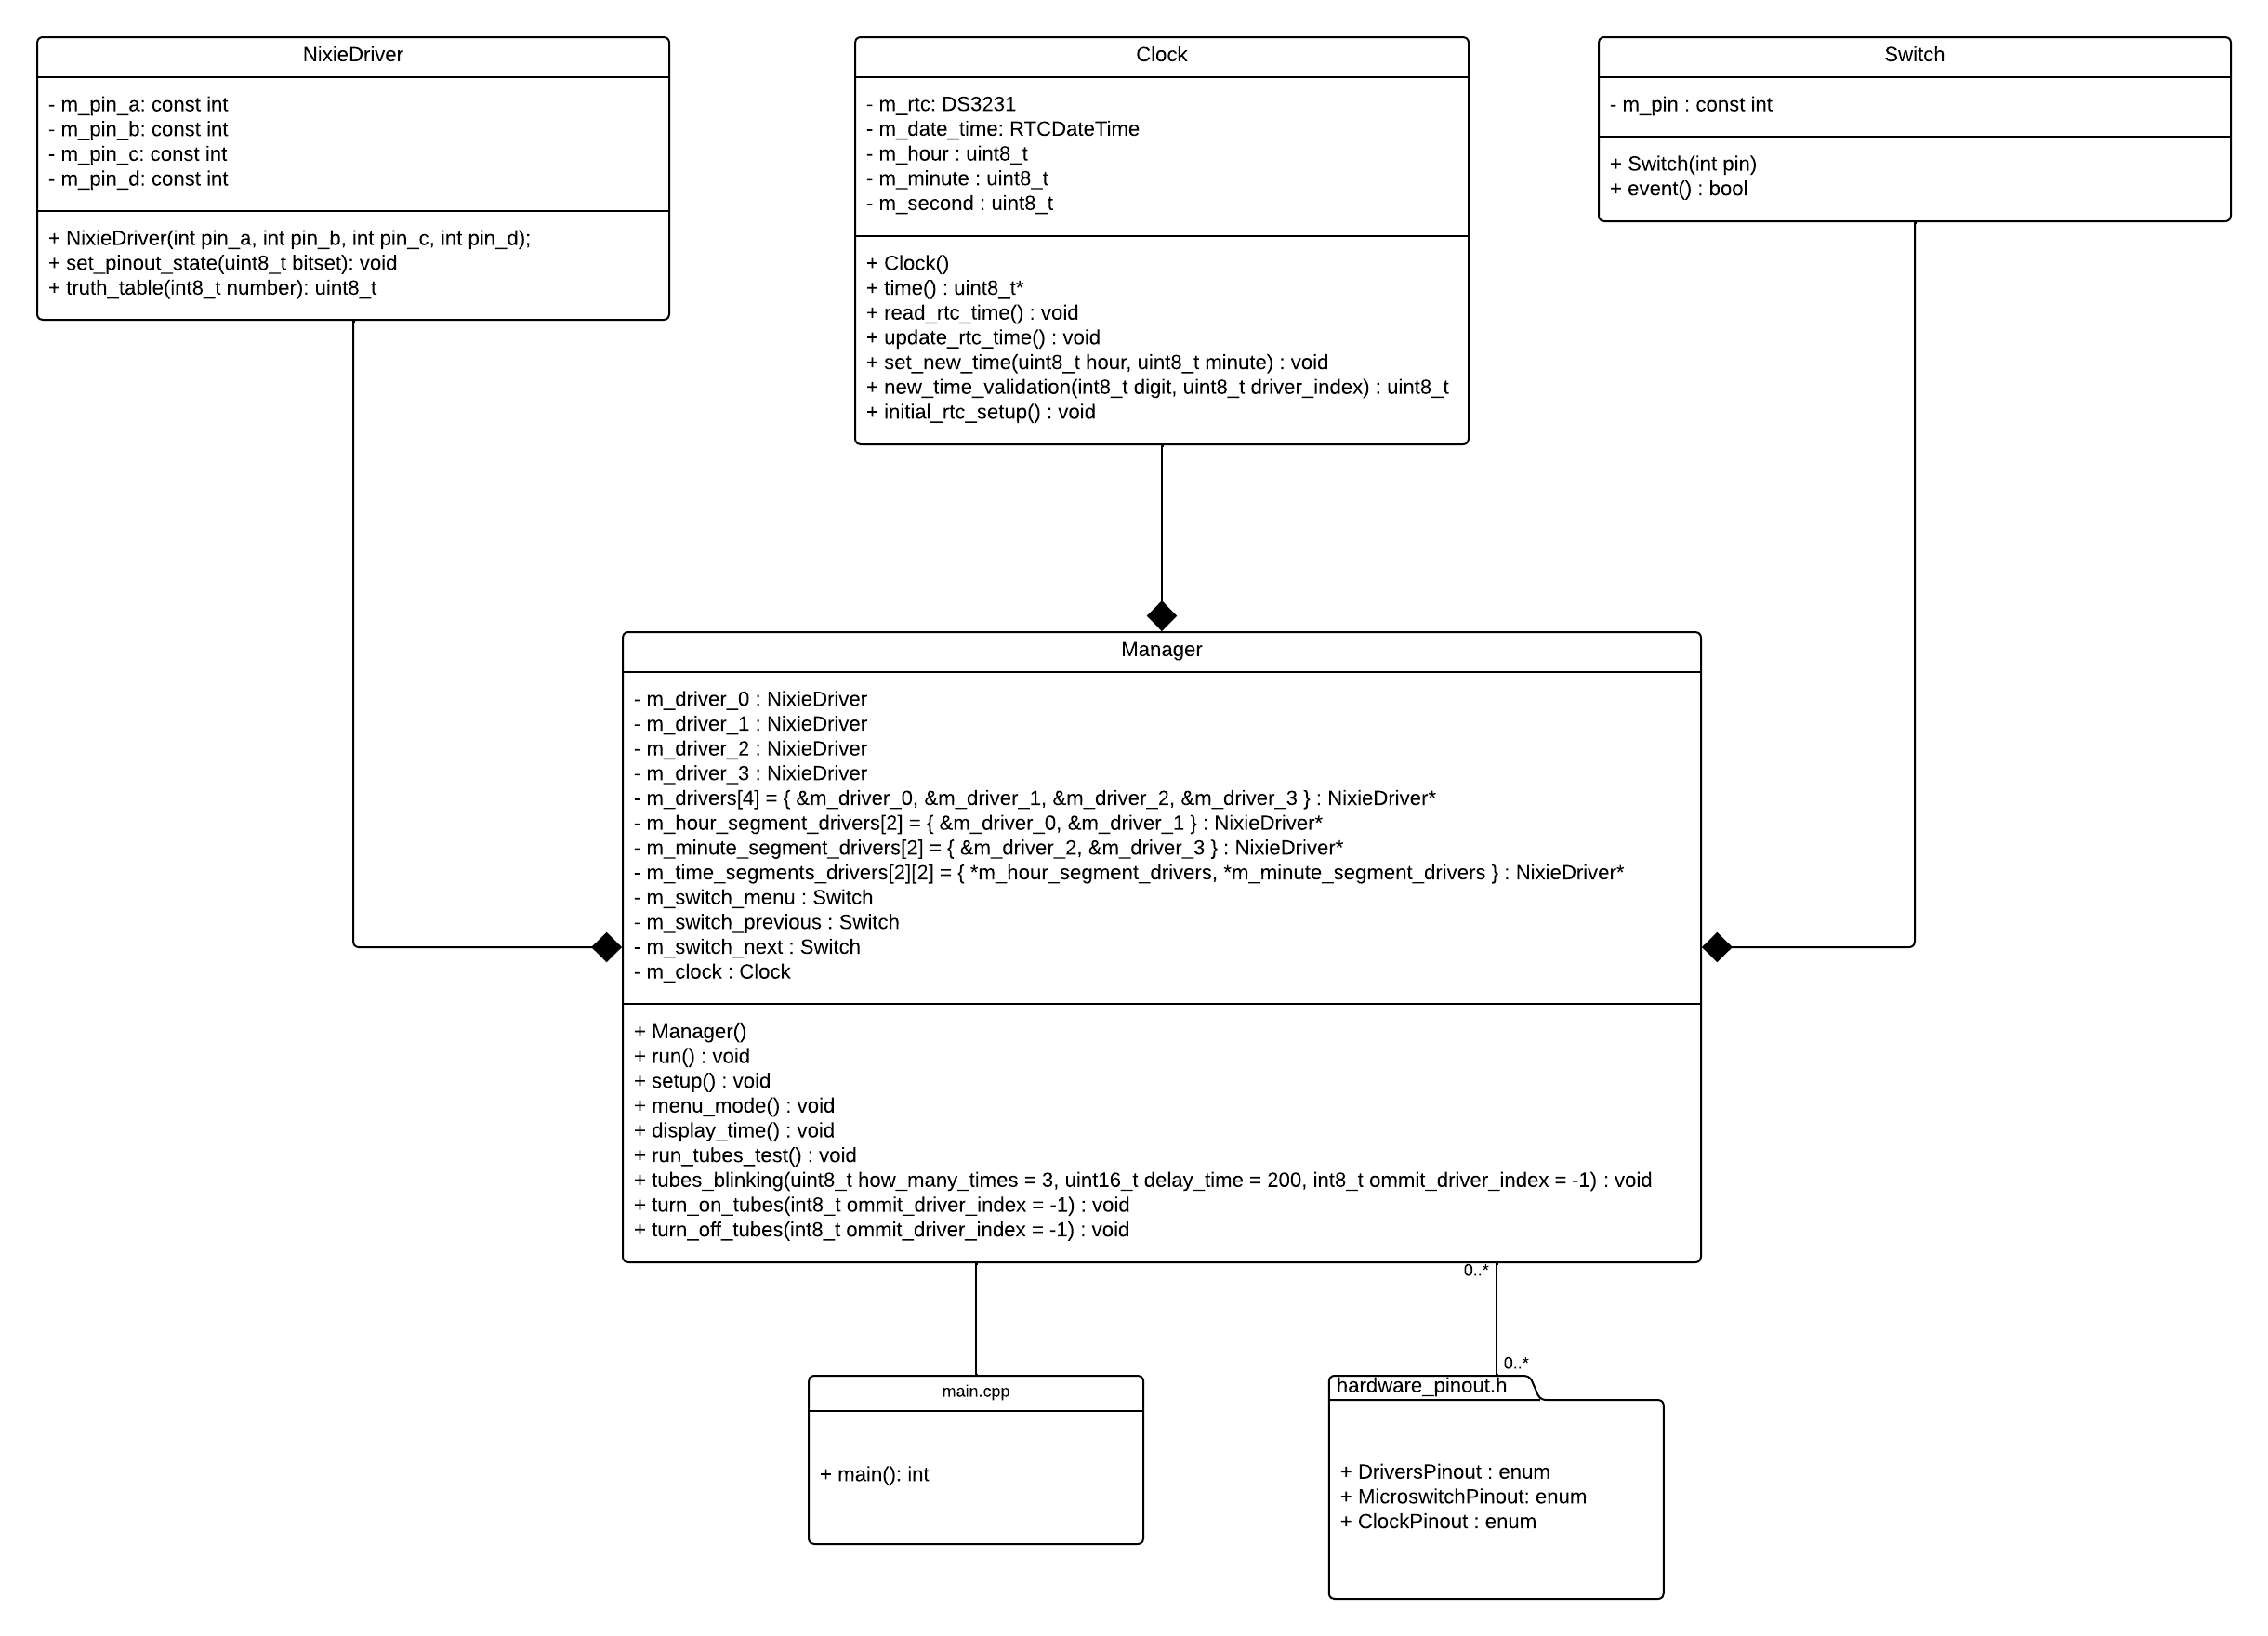 NixieDriver
- m_pin_a: const int
- m_pin_b: const int
- m_pin_c: const int
- m_pin_d: const int
+ NixieDriver(int pin_a, int pin_b, int pin_c, int pin_d);
+ set_pinout_state(uint8_t bitset): void
+ truth_table(int8_t number): uint8_t
Clock
- m_rtc: DS3231
- m_date_time: RTCDateTime
- m_hour : uint8_t
- m_minute : uint8_t
- m_second : uint8_t
+ Clock()
+ time() : uint8_t*
+ read_rtc_time() : void
+ update_rtc_time() : void
+ set_new_time(uint8_t hour, uint8_t minute) : void
+ new_time_validation(int8_t digit, uint8_t driver_index) : uint8_t
+ initial_rtc_setup() : void
Switch
- m_pin : const int
+ Switch(int pin)
+ event() : bool
Manager
- m_driver_0 : NixieDriver
- m_driver_1 : NixieDriver
- m_driver_2 : NixieDriver
- m_driver_3 : NixieDriver
- m_drivers[4] = { &m_driver_0, &m_driver_1, &m_driver_2, &m_driver_3 } : NixieDriver*
- m_hour_segment_drivers[2] = { &m_driver_0, &m_driver_1 } : NixieDriver*
- m_minute_segment_drivers[2] = { &m_driver_2, &m_driver_3 } : NixieDriver*
- m_time_segments_drivers[2][2] = { *m_hour_segment_drivers, *m_minute_segment_drivers } : NixieDriver*
- m_switch_menu : Switch
- m_switch_previous : Switch
- m_switch_next : Switch
- m_clock : Clock
+ Manager()
+ run() : void
+ setup() : void
+ menu_mode() : void
+ display_time() : void
+ run_tubes_test() : void
+ tubes_blinking(uint8_t how_many_times = 3, uint16_t delay_time = 200, int8_t ommit_driver_index = -1) : void
+ turn_on_tubes(int8_t ommit_driver_index = -1) : void
+ turn_off_tubes(int8_t ommit_driver_index = -1) : void
0..*
0..*
main.cpp
+ main(): int
hardware_pinout.h
+ DriversPinout : enum
+ MicroswitchPinout: enum
+ ClockPinout : enum